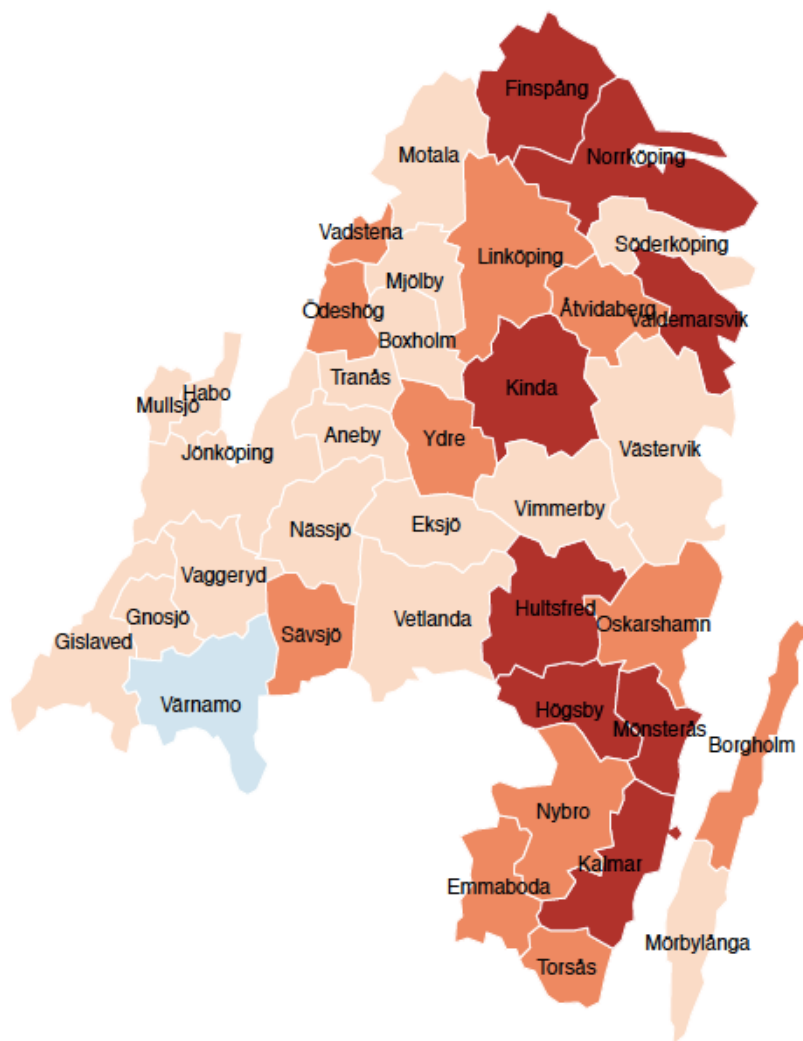 Finspång
Motala
Norrköping
Vadstena
Linköping
Söderköping
Mjölby
Ödeshög
Åtvidaberg
Valdemarsvik
Boxholm
Tranås
Kinda
Habo
Mullsjö
Aneby
Ydre
Jönköping
Västervik
Vimmerby
Nässjö
Eksjö
Vaggeryd
Hultsfred
Gnosjö
Vetlanda
Oskarshamn
Sävsjö
Gislaved
Värnamo
Högsby
Mönsterås
Borgholm
Nybro
Kalmar
Emmaboda
Mörbylånga
Torsås